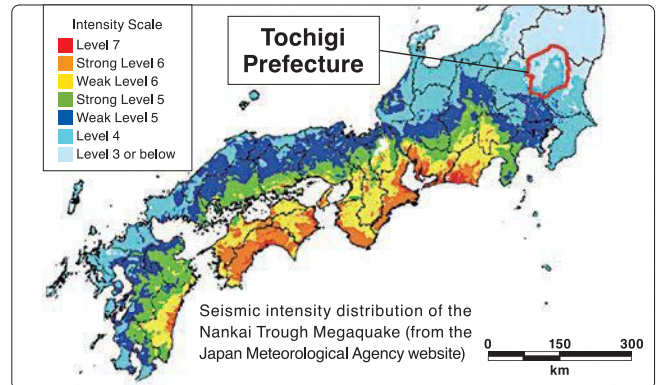 Intensity Scale
Level 7
Strong Level 6
Weak Level 6
Strong Level 5
Weak Level 5
Level 4
Level 3 or below
Tochigi
Prefecture
Seismic intensity distribution of the
Nankai Trough Megaquake (from the
Japan Meteorological Agency website)
0 150 300
km